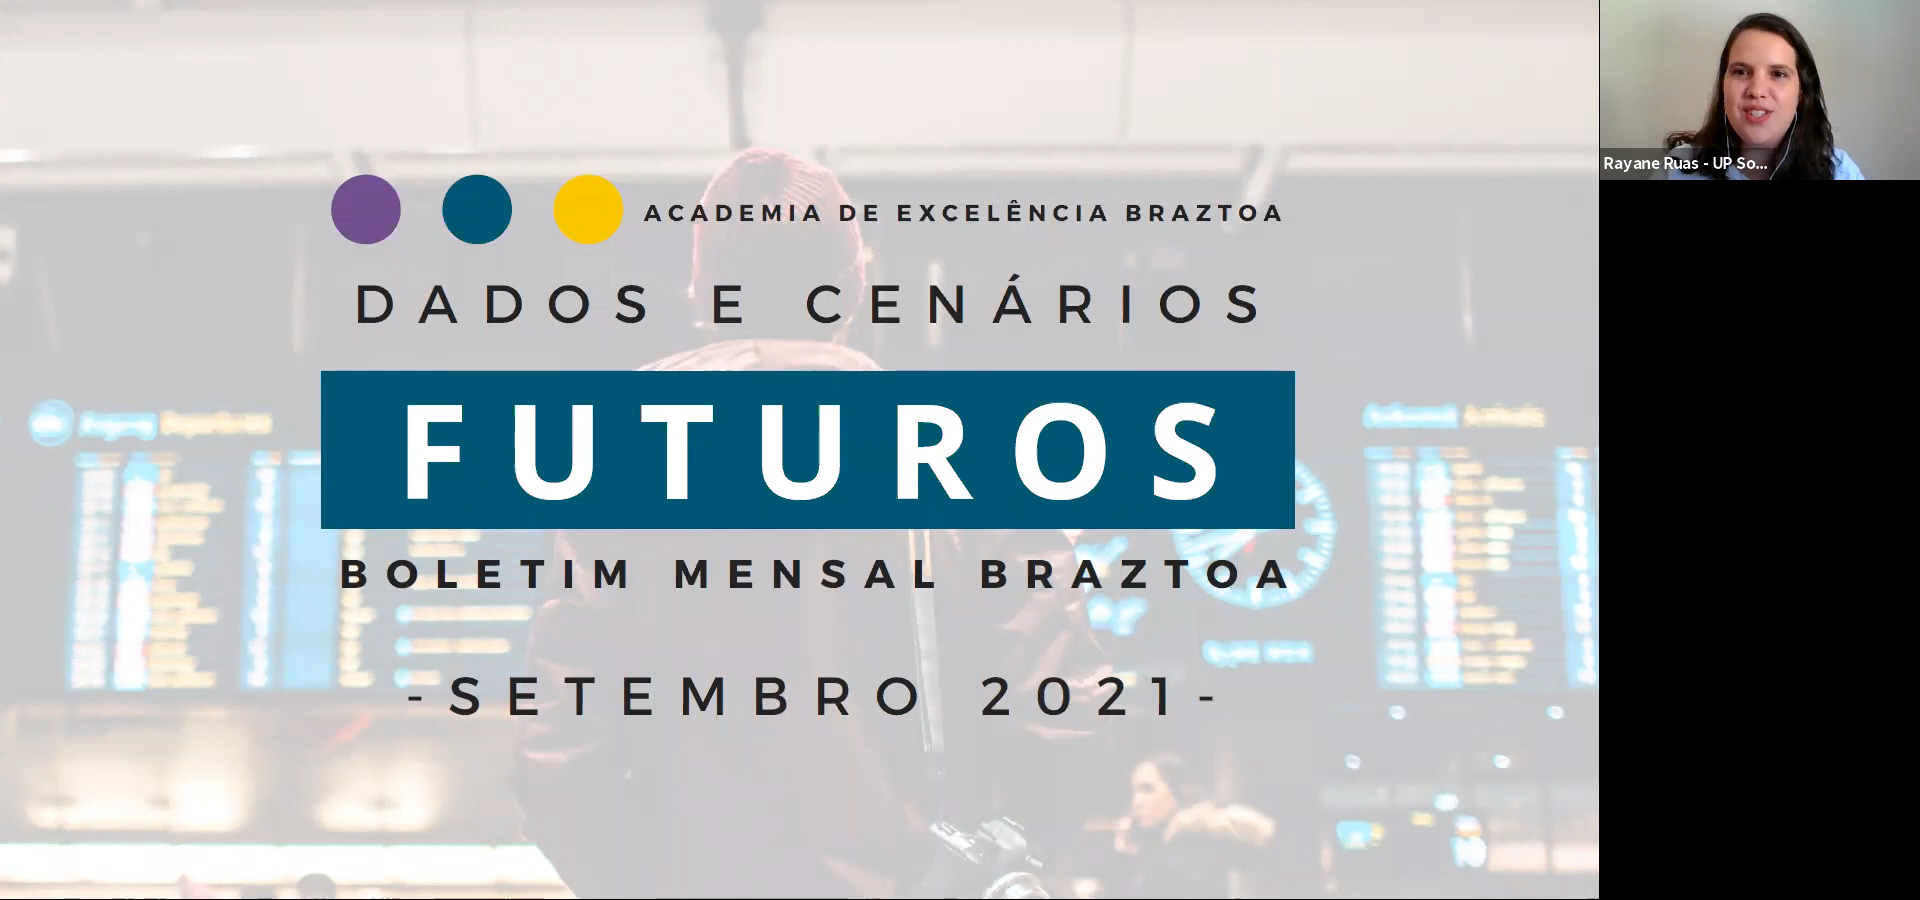 ACADEMIA DE EXCELÊNCIA BRAZTOA
DADOS E CENÁRIOS
FUTUROS
BOLETIM MENSAL BRAZTOA
-SETEMBRO 2021-
Rayane Ruas - UP So...